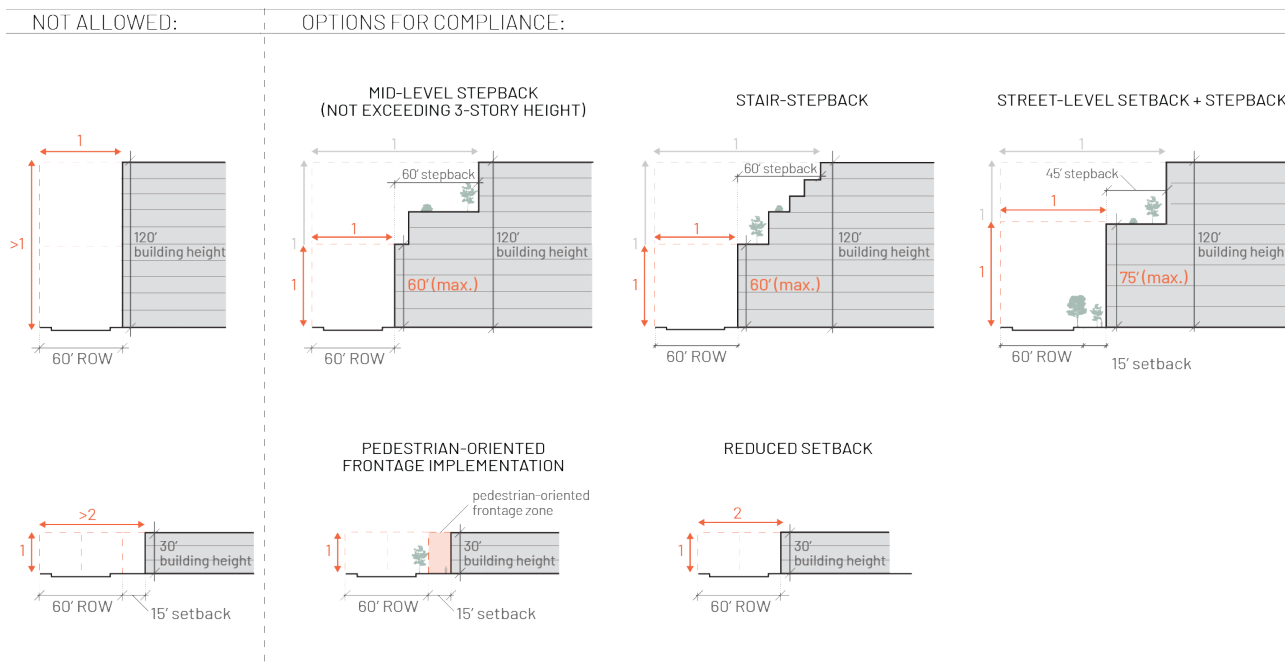 NOT ALLOWED:
OPTIONS FOR COMPLIANCE:
1
>1
120'
building height
60' ROW
MID-LEVEL STEPBACK
(NOT EXCEEDING 3-STORY HEIGHT)
1
60' stepback
1
1
1
120'
building height
60' (max.)
60' ROW
STAIR-STEPBACK
1
60' stepback
1
1
1
120'
building height
60' (max.)
60' ROW
STREET-LEVEL SETBACK + STEPBACK
1
45' stepback
1
1
1
120'
building height
75' (max.)
60' ROW
15' setback
>2
1
30'
building height
60' ROW
15' setback
PEDESTRIAN-ORIENTED
FRONTAGE IMPLEMENTATION
pedestrian-oriented
frontage zone
1
30'
building height
60' ROW
15' setback
REDUCED SETBACK
2
1
30'
building height
60' ROW